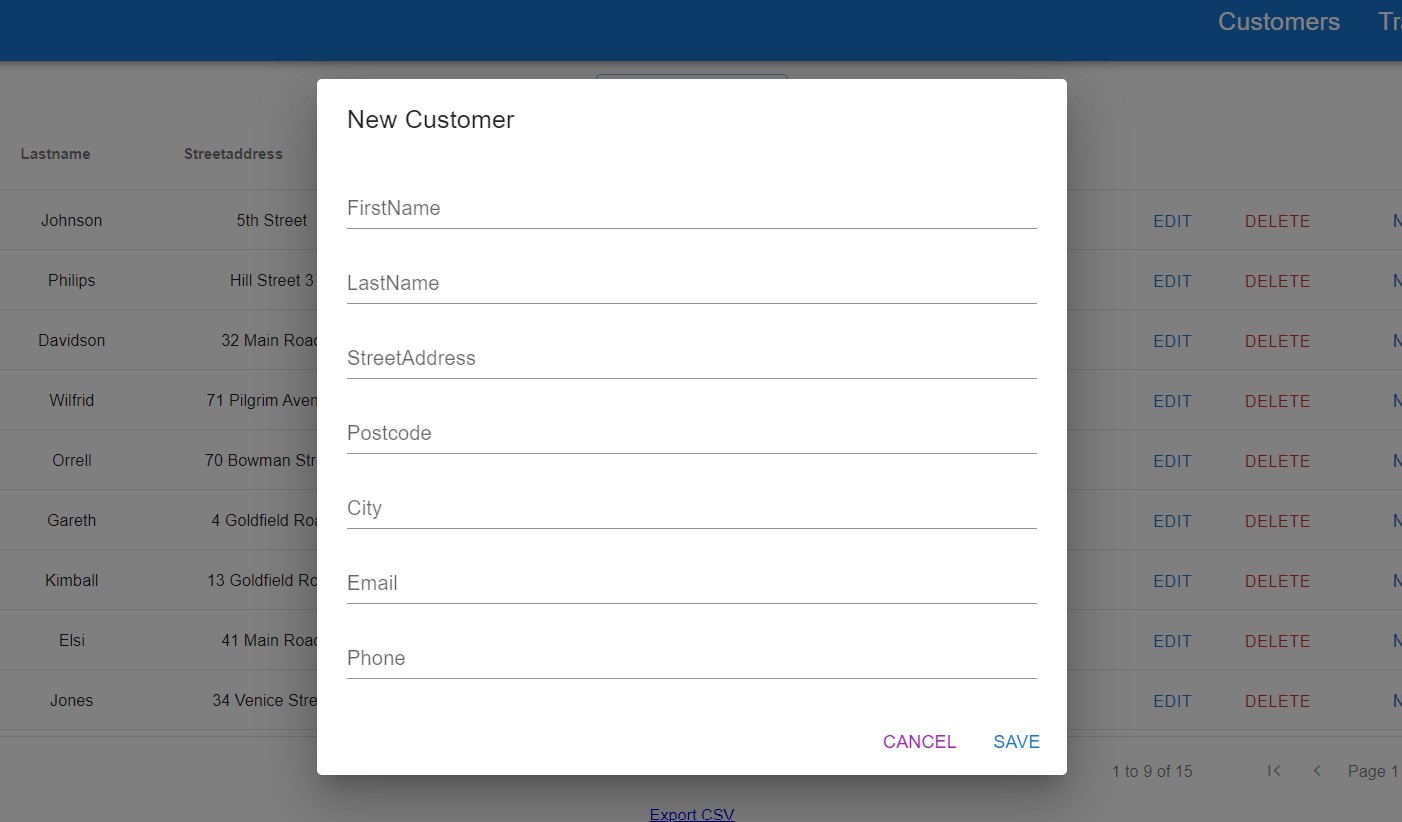 Customers Tr
New Customer
Lastname Streetaddress
FirstName
Johnson 5th Street EDIT DELETE N
LastName
Philips Hill Street 3 EDIT DELETE N
Davidson 32 Main Road EDIT DELETE N
StreetAddress
Wilfrid 71 Pilgrim Aven EDIT DELETE N
Postcode
Orrell 70 Bowman Str EDIT DELETE N
City
Gareth 4 Goldfield Roa EDIT DELETE N
Kimball 13 Goldfield Ro EDIT DELETE N
Email
Elsi 41 Main Road EDIT DELETE N
Phone
Jones 34 Venice Stre EDIT DELETE N
CANCEL SAVE
1 to 9 of 15 Page 1
Export CSV